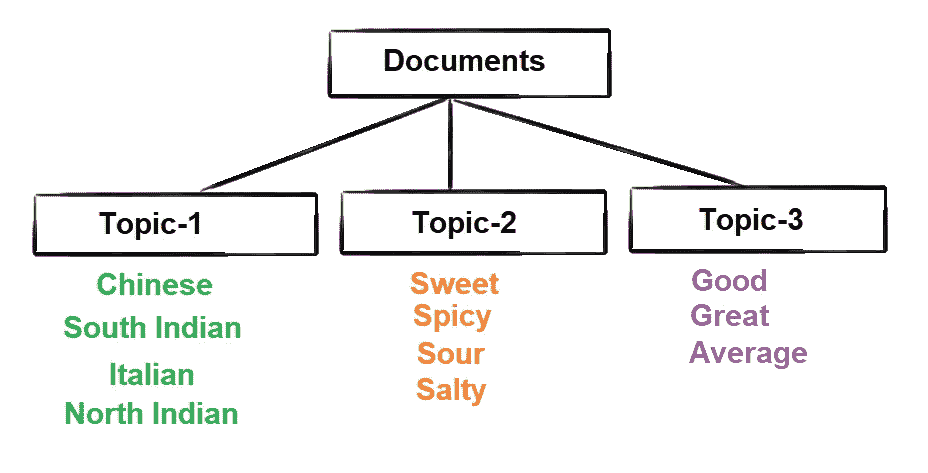 Documents
Topic-1
Topic-2
Topic-3
Chinese
South Indian
Italian
North Indian
Sweet
Spicy
Sour
Salty
Good
Great
Average